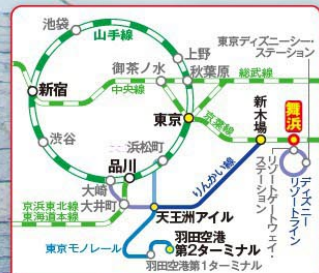 池袋
山手線
上野
東京ディズニーシー・
ステーション
御茶ノ水
秋葉原
総武線
新宿
中央線
東京
京葉線
新木場
舞浜
渋谷
浜松町
品川
りんかい線
大崎
大井町
京浜東北線
東海道本線
天王洲アイル
リゾートゲートウェイ・
ステーション
ディズニー
リゾートライン
東京モノレール
羽田空港
第2ターミナル
羽田空港第1ターミナル